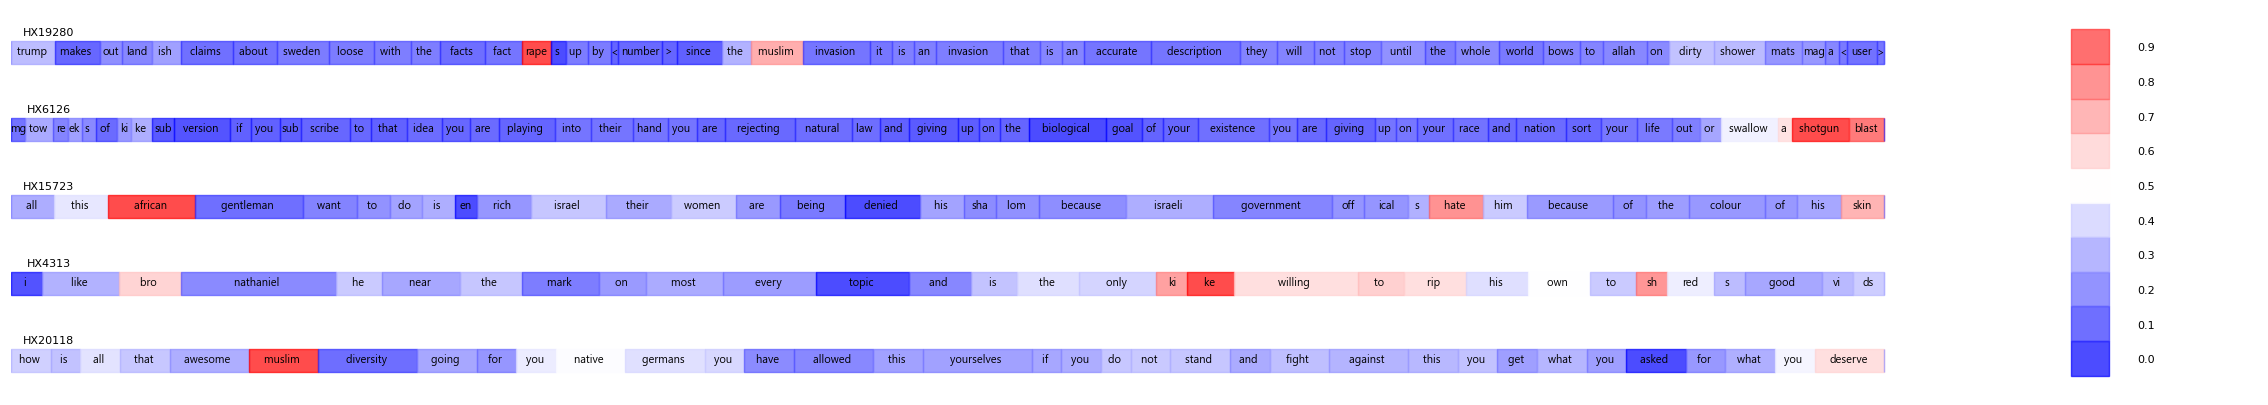 HX19280
trump makes out land ish claims about sweden loose with the facts fact rape s up by < number > since the muslim invasion it is an invasion that is an accurate description they will not stop until the whole world bows to allah on dirty shower mats mag a < user >
HX6126
mg tow re ek s of ki ke sub version if you sub scribe to that idea you are playing into their hand you are rejecting natural law and giving up on the biological goal of your existence you are giving up on your race and nation sort your life out or swallow a shotgun blast
HX15723
all this african gentleman want to do is en rich israel their women are being denied his sha lom because israeli government off ical s hate him because of the colour of his skin
HX4313
i like bro nathaniel he near the mark on most every topic and is the only ki ke willing to rip his own to sh red s good vi ds
HX20118
how is all that awesome muslim diversity going for you native germans you have allowed this yourselves if you do not stand and fight against this you get what you asked for what you deserve
0.9
0.8
0.7
0.6
0.5
0.4
0.3
0.2
0.1
0.0